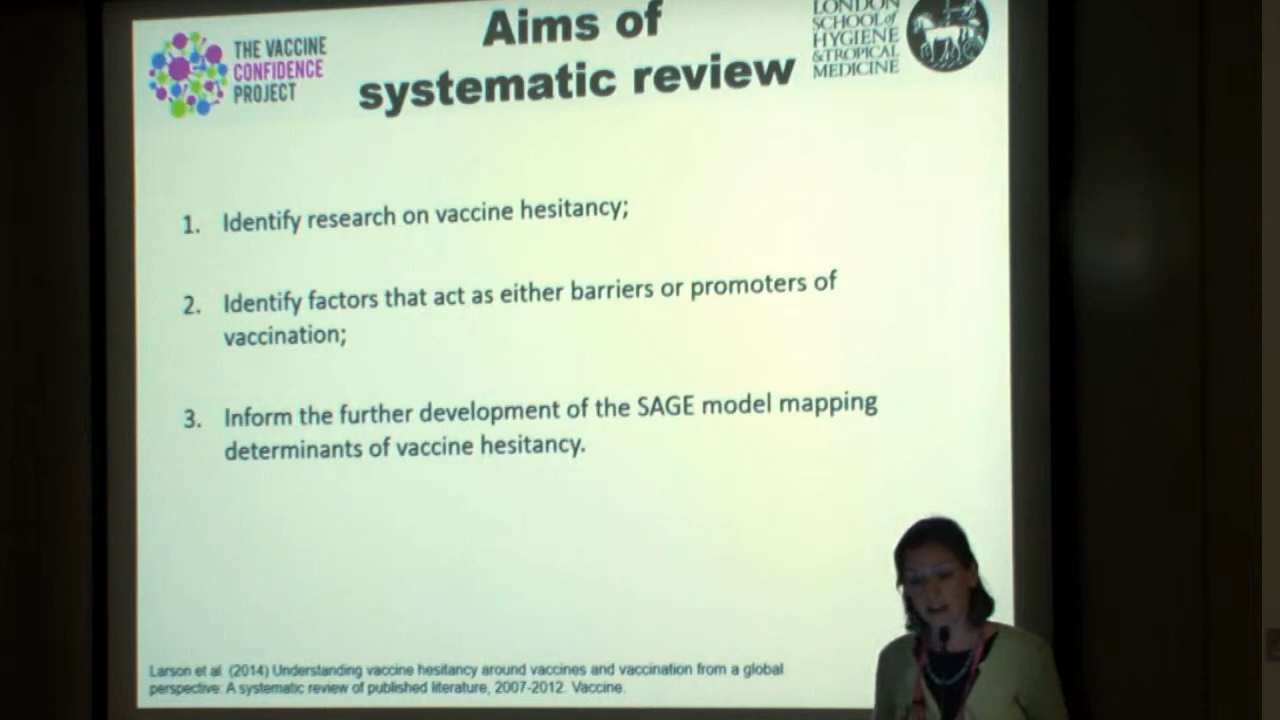 THE VACCINE
CONFIDENCE
PROJECT
Aims of
systematic review
LONDON
SCHOOL of
HYGIENE
& TROPICAL
MEDICINE
1. Identify research on vaccine hesitancy;
2. Identify factors that act as either barriers or promoters of
vaccination;
3. Inform the further development of the SAGE model mapping
determinants of vaccine hesitancy.
Larson et al. (2014) Understanding vaccine hesitancy around vaccines and vaccination from a global
perspective: A systematic review of published literature, 2007-2012. Vaccine.